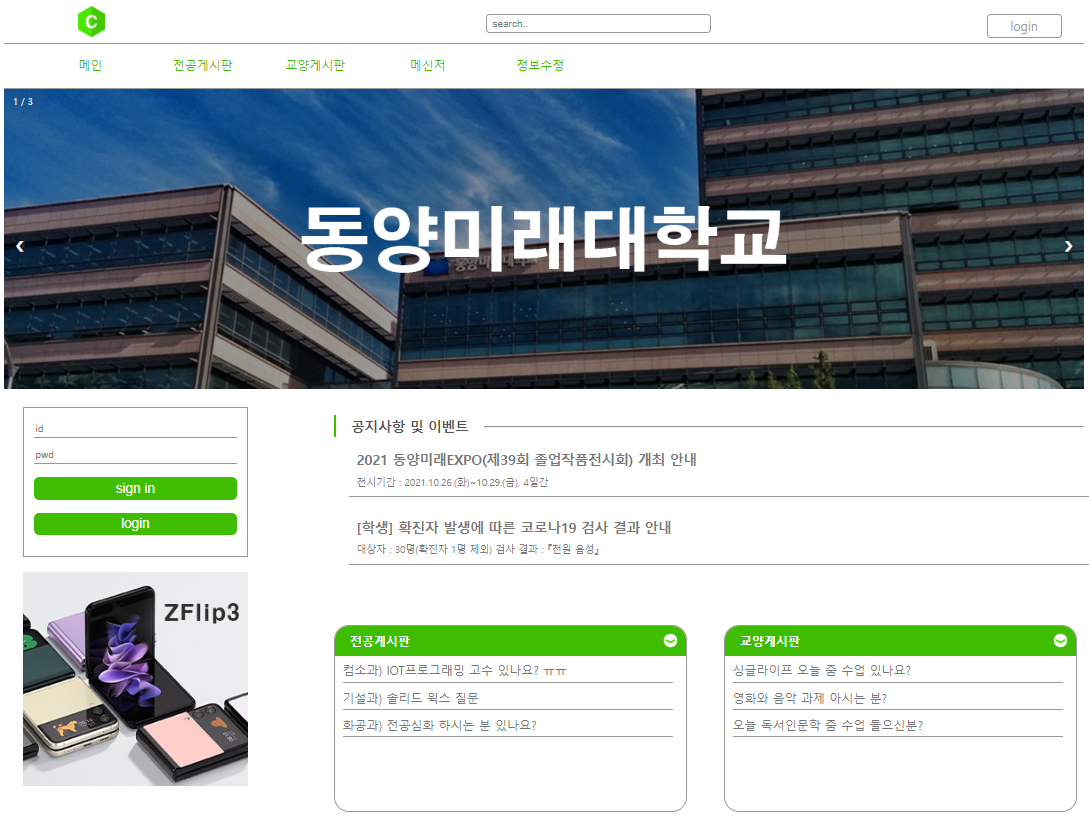 C
search..
login
메인 전공게시판 교양게시판 메신저 정보수정
1 / 3
동양미래대학교
❮ ❯
id
pwd
sign in
login
ZFlip3
공지사항 및 이벤트
2021 동양미래EXPO(제39회 졸업작품전시회) 개최 안내
전시기간 : 2021.10.26.(화)~10.29.(금), 4일간
[학생] 확진자 발생에 따른 코로나19 검사 결과 안내
대상자 : 30명(확진자 1명 제외) 검사 결과 : 『전원 음성』
전공게시판
컴소과) IOT프로그래밍 고수 있나요? ㅠㅠ
기설과) 솔리드 웍스 질문
화공과) 전공심화 하시는 분 있나요?
교양게시판
싱글라이프 오늘 줌 수업 있나요?
영화와 음악 과제 아시는 분?
오늘 독서인문학 줌 수업 들으신분?